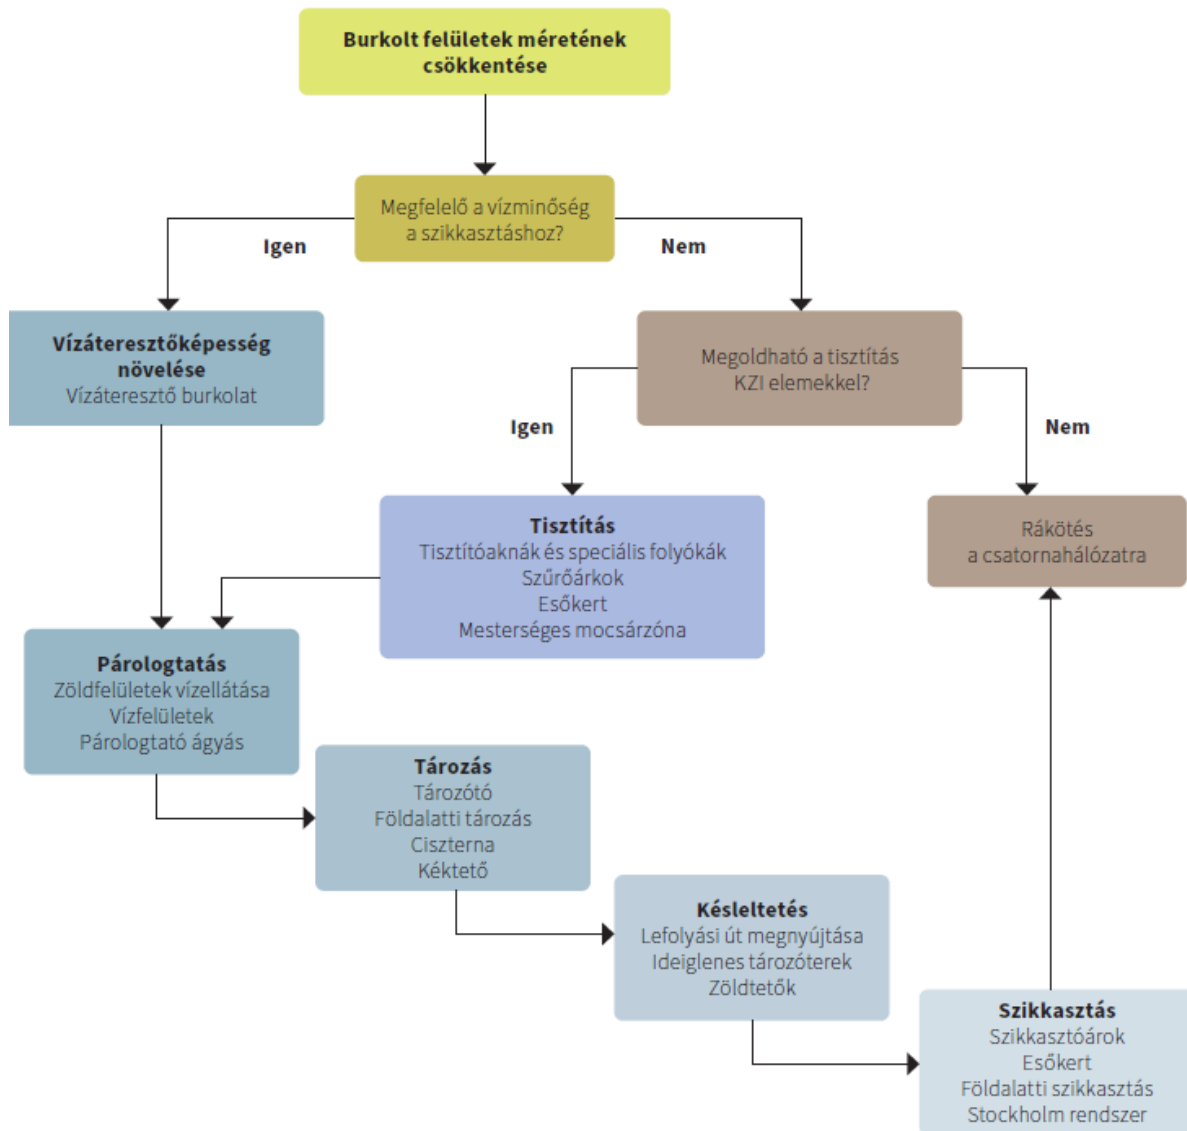 Burkolt felületek méretének
csökkentése
Megfelelő a vízminőség
a szikkasztáshoz?
Igen
Nem
Vízáteresztőképesség
növelése
Vízáteresztő burkolat
Megoldható a tisztítás
KZI elemekkel?
Igen
Nem
Tisztítás
Tisztítóaknák és speciális folyókák
Szűrőárkok
Esőkert
Mesterséges mocsárzóna
Rákötés
a csatornahálózatra
Párologtatás
Zöldfelületek vízellátása
Vízfelületek
Párologtató ágyás
Tározás
Tározótó
Földalatti tározás
Ciszterna
Kéktető
Késleltetés
Lefolyási út megnyújtása
Ideiglenes tározóterek
Zöldtetők
Szikkasztás
Szikkasztóárok
Esőkert
Földalatti szikkasztás
Stockholm rendszer